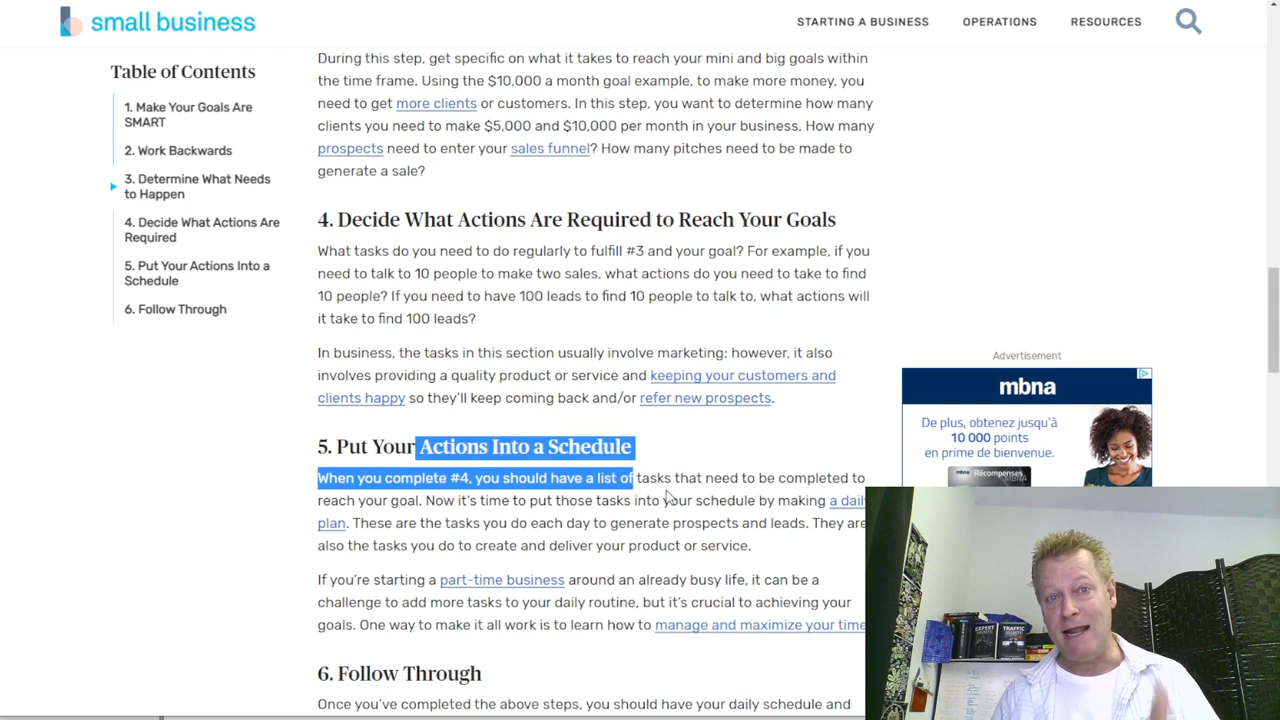 small business
STARTING A BUSINESS
OPERATIONS
RESOURCES
Table of Contents
1. Make Your Goals Are
SMART
2. Work Backwards
3. Determine What Needs
to Happen
4. Decide What Actions Are
Required
5. Put Your Actions Into a
Schedule
6. Follow Through
During this step, get specific on what it takes to reach your mini and big goals within
the time frame. Using the $10,000 a month goal example, to make more money, you
need to get more clients or customers. In this step, you want to determine how many
clients you need to make $5,000 and $10,000 per month in your business. How many
prospects need to enter your sales funnel? How many pitches need to be made to
generate a sale?
4. Decide What Actions Are Required to Reach Your Goals
What tasks do you need to do regularly to fulfill #3 and your goal? For example, if you
need to talk to 10 people to make two sales, what actions do you need to take to find
10 people? If you need to have 100 leads to find 10 people to talk to, what actions will
it take to find 100 leads?
In business, the tasks in this section usually involve marketing; however, it also
involves providing a quality product or service and keeping your customers and
clients happy so they'll keep coming back and/or refer new prospects.
5. Put Your Actions Into a Schedule
When you complete #4, you should have a list of tasks that need to be completed to
reach your goal. Now it's time to put those tasks into your schedule by making a dail
plan. These are the tasks you do each day to generate prospects and leads. They are
also the tasks you do to create and deliver your product or service.
If you're starting a part-time business around an already busy life, it can be a
challenge to add more tasks to your daily routine, but it's crucial to achieving your
goals. One way to make it all work is to learn how to manage and maximize your time
6. Follow Through
Once you've completed the above steps, you should have your daily schedule and
Advertisement
mbna
De plus, obtenez jusqu'à
10 000 points
en prime de bienvenue.
mbna Récompenses
MBNA
EXPERT
SECRETS
TRAFFIC
SECRETS